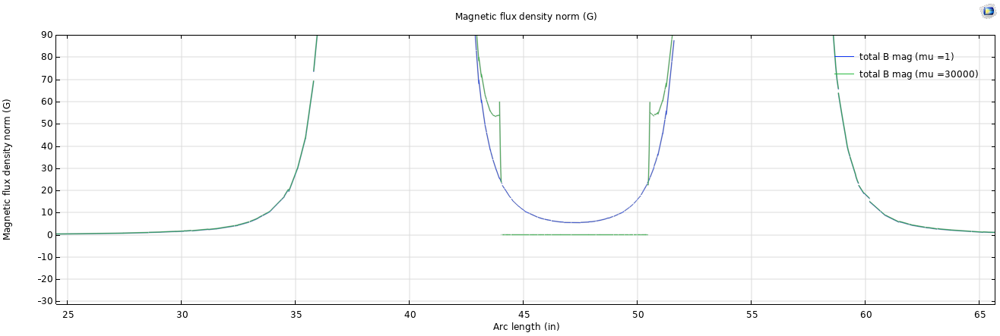 Magnetic flux density norm (G)
Magnetic flux density norm (G)
90
80
70
60
50
40
30
20
10
0
-10
-20
-30
total B mag (mu =1)
total B mag (mu =30000)
25 30 35 40 45 50 55 60 65
Arc length (in)